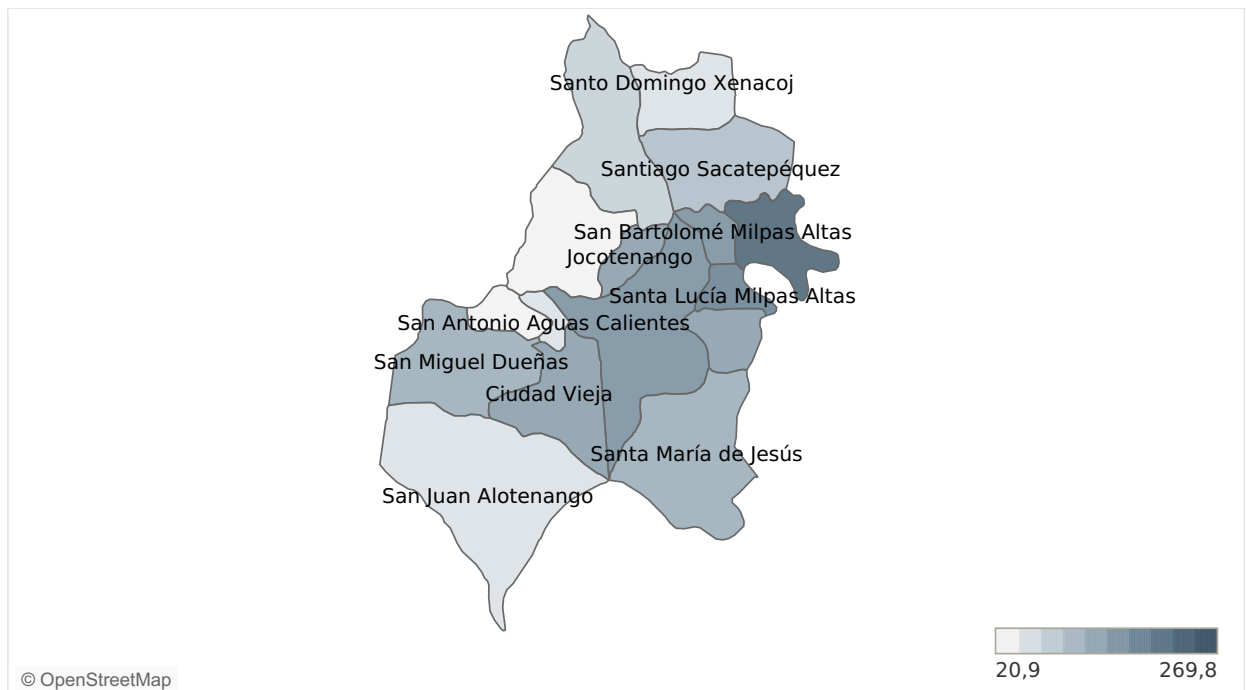 Santo Domingo Xenacoj
Santiago Sacatepéquez
San Bartolomé Milpas Altas
Jocotenango
Santa Lucía Milpas Altas
San Antonio Aguas Calientes
San Miguel Dueñas
Ciudad Vieja
Santa María de Jesús
San Juan Alotenango
20,9 269,8
© OpenStreetMap